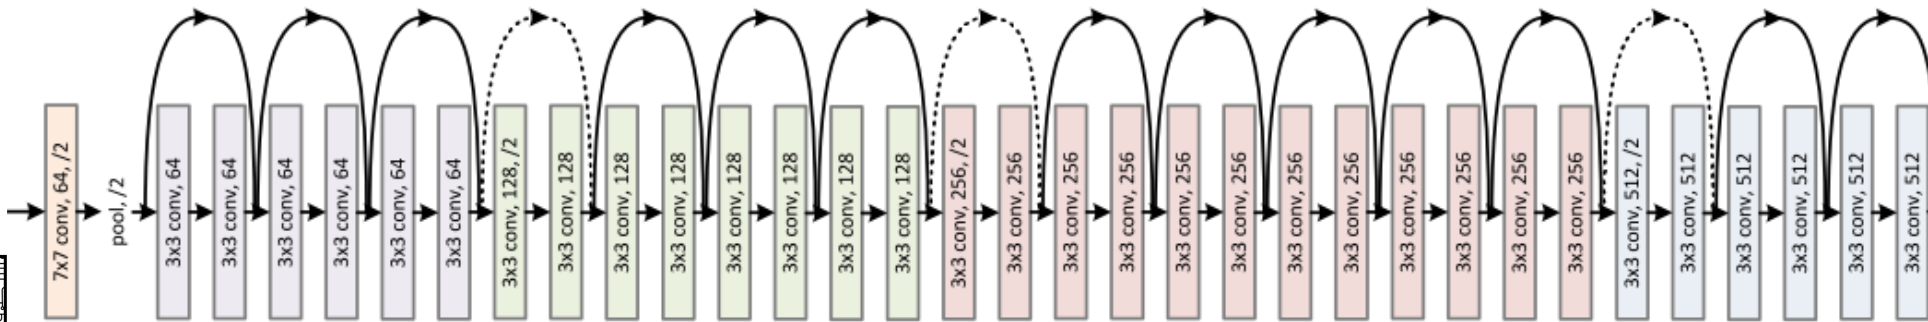 7x7 conv, 64, /2
pool, /2
3x3 conv, 64
3x3 conv, 64
3x3 conv, 64
3x3 conv, 64
3x3 conv, 64
3x3 conv, 64
3x3 conv, 128, /2
3x3 conv, 128
3x3 conv, 128
3x3 conv, 128
3x3 conv, 128
3x3 conv, 128
3x3 conv, 128
3x3 conv, 128
3x3 conv, 256, /2
3x3 conv, 256
3x3 conv, 256
3x3 conv, 256
3x3 conv, 256
3x3 conv, 256
3x3 conv, 256
3x3 conv, 256
3x3 conv, 256
3x3 conv, 256
3x3 conv, 256
3x3 conv, 256
3x3 conv, 512, /2
3x3 conv, 512
3x3 conv, 512
3x3 conv, 512
3x3 conv, 512
3x3 conv, 512